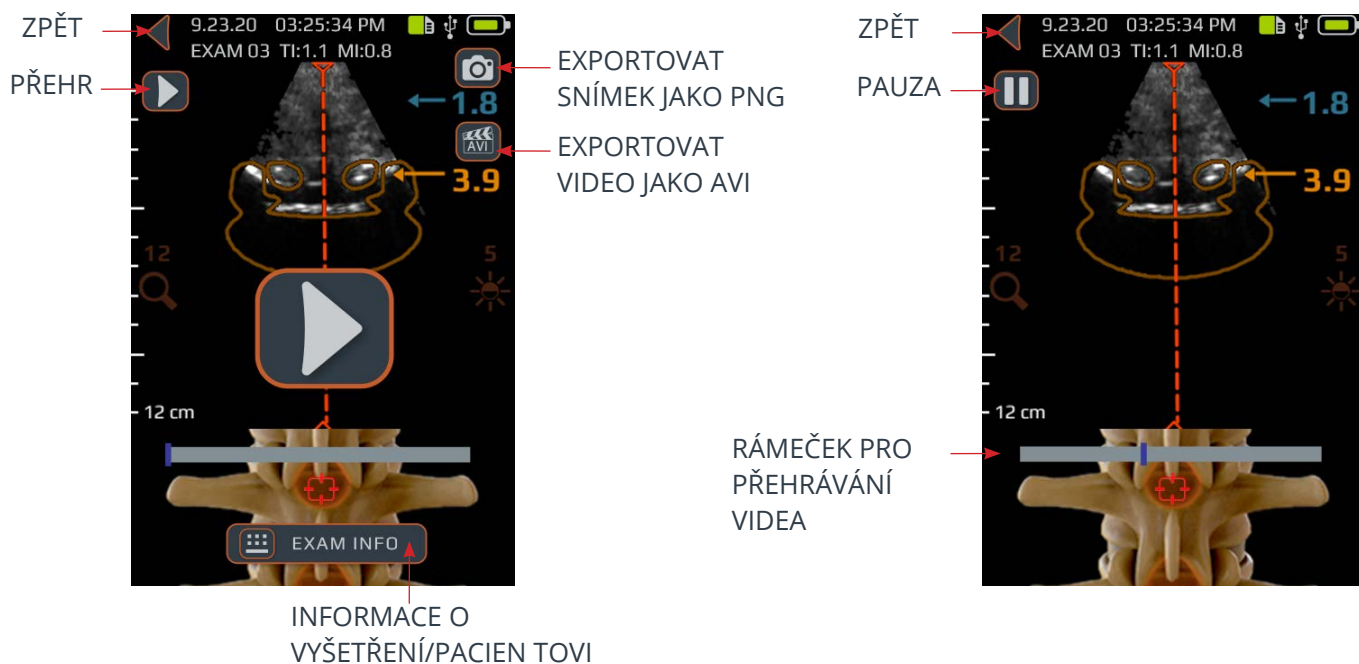 ZPĚT
PŘEHR
9.23.20 03:25:34 PM
EXAM 03 TI:1.1 MI:0.8
1.8
AVI
3.9
12
5
12 cm
EXAM INFO
EXPORTOVAT
SNÍMEK JAKO PNG
EXPORTOVAT
VIDEO JAKO AVI
INFORMACE O
VYŠETŘENÍ/PACIEN TOVI
ZPĚT
PAUZA
9.23.20 03:25:34 PM
EXAM 03 TI:1.1 MI:0.8
1.8
3.9
12
5
12 cm
RÁMEČEK PRO
PŘEHRÁVÁNÍ
VIDEA